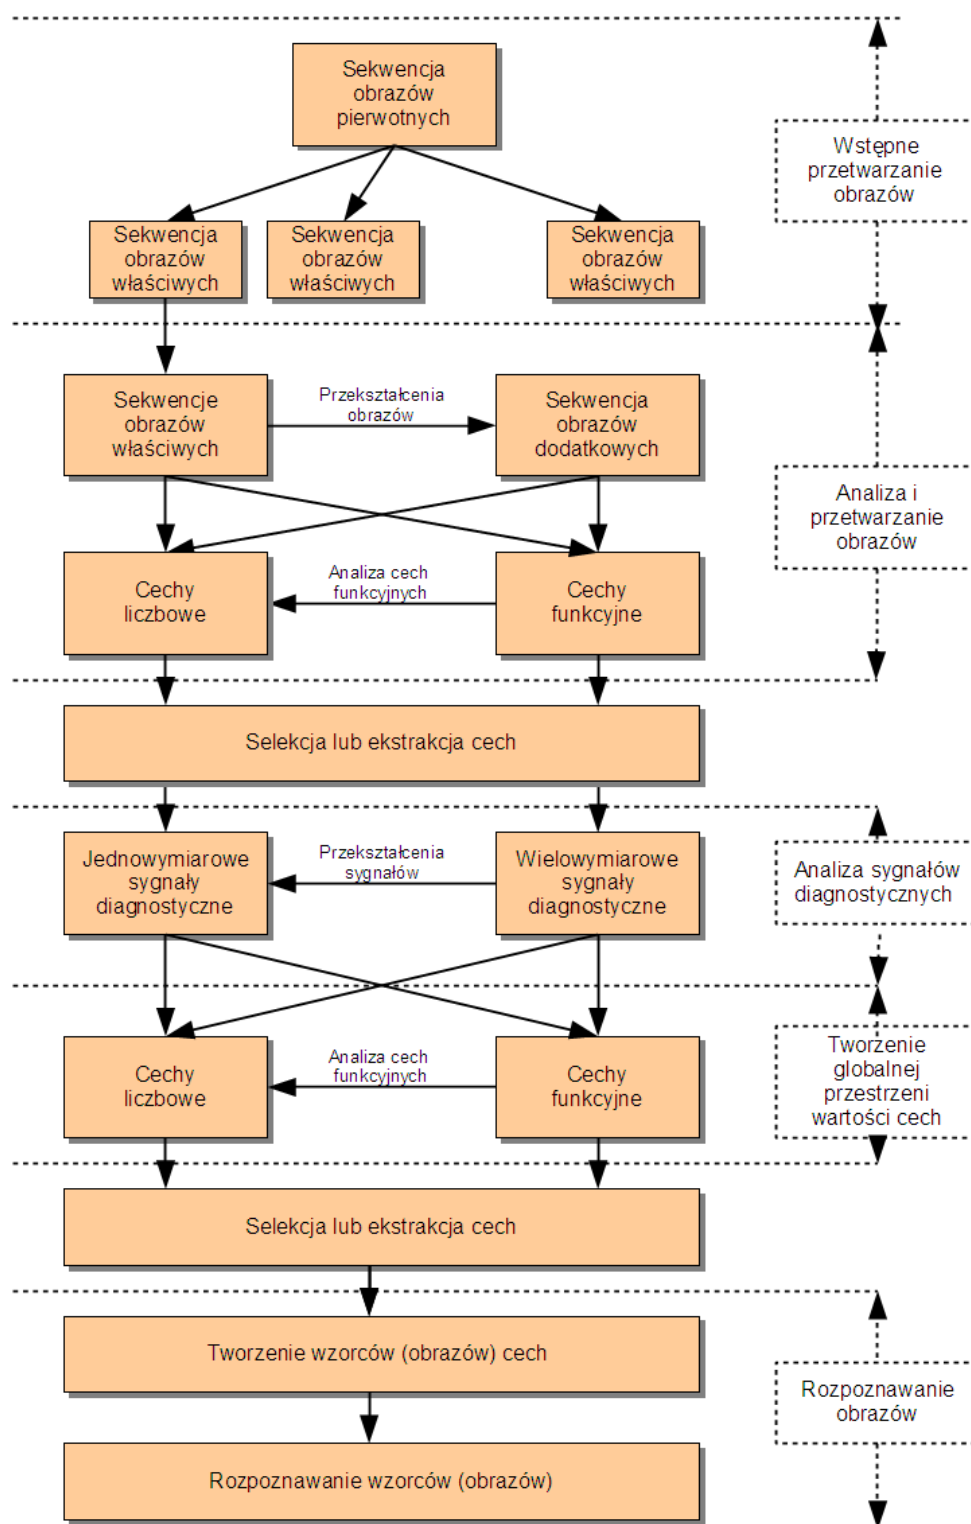 Sekwencja
obrazów
pierwotnych
Wstępne
przetwarzanie
obrazów
Sekwencja
obrazów
właściwych
Sekwencja
obrazów
właściwych
Sekwencja
obrazów
właściwych
Sekwencje
obrazów
właściwych
Przekształcenia
obrazów
Sekwencja
obrazów
dodatkowych
Analiza i
przetwarzanie
obrazów
Cechy
liczbowe
Analiza cech
funkcyjnych
Cechy
funkcyjne
Selekcja lub ekstrakcja cech
Jednowymiarowe
sygnały
diagnostyczne
Przekształcenia
sygnałów
Wielowymiarowe
sygnały
diagnostyczne
Analiza sygnałów
diagnostycznych
Cechy
liczbowe
Analiza cech
funkcyjnych
Cechy
funkcyjne
Tworzenie
globalnej
przestrzeni
wartości cech
Selekcja lub ekstrakcja cech
Tworzenie wzorców (obrazów) cech
Rozpoznawanie
obrazów
Rozpoznawanie wzorców (obrazów)